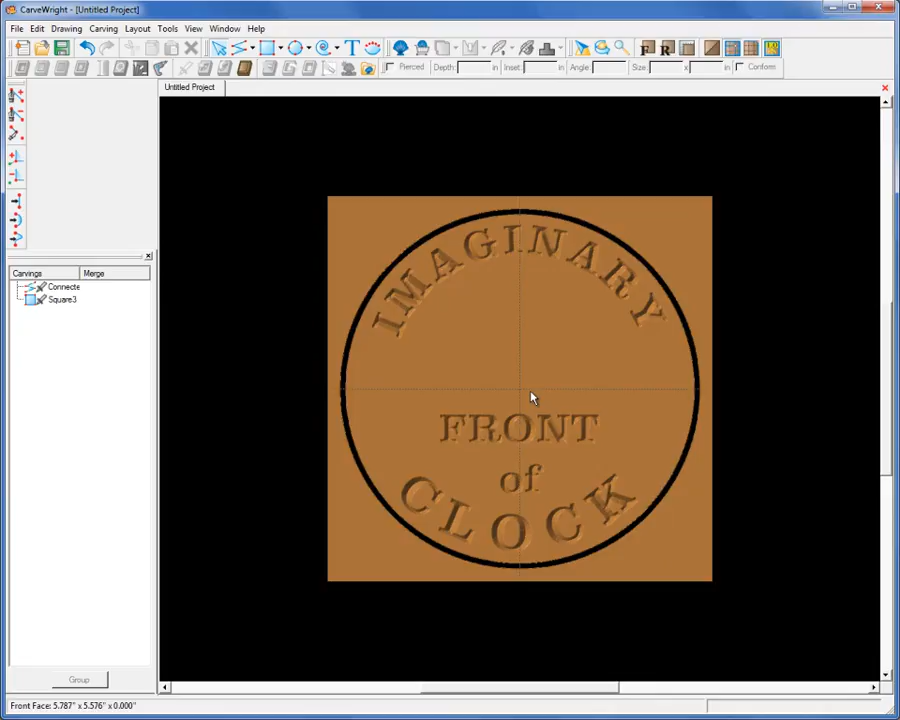 CarveWright - [Untitled Project]
File Edit Drawing Carving Layout Tools View Window Help
Pierced Depth: in Inset: in Angle: Size: x in Conform
Untitled Project
Carvings Merge
Connecte
Square3
IMAGINARY
FRONT
of
CLOCK
Group
Front Face: 5.787" x 5.576" x 0.000"